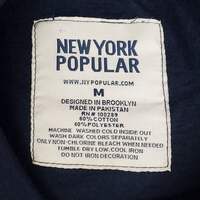 NEW YORK
POPULAR
WWW.NYPOPULAR.COM
M
DESIGNED IN BROOKLYN
MADE IN PAKISTAN
RN# 100289
60% COTTON
40% POLYESTER
MACHINE WASHED COLD INSIDE OUT
WASH DARK COLORS SEPARATELY
ONLY NON-CHLORINE BLEACH WHEN NEEDED
TUMBLE DRY LOW. COOL IRON
DO NOT IRON DECORATION